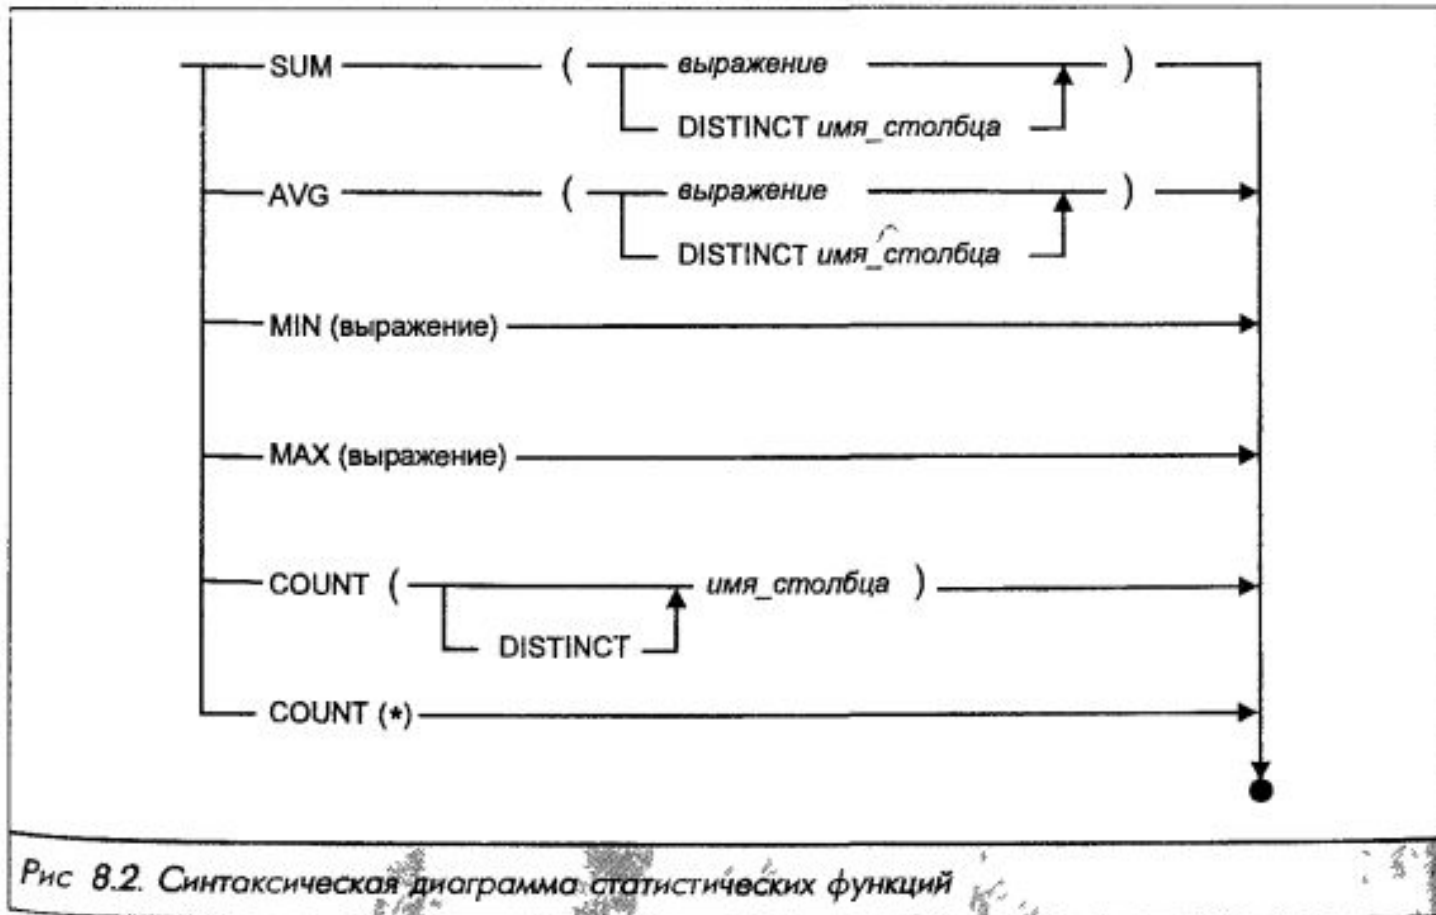 SUM ( выражение )
DISTINCT имя_столбца
AVG ( выражение )
DISTINCT имя_столбца
MIN (выражение)
MAX (выражение)
COUNT ( имя_столбца )
DISTINCT
COUNT (*)
Рис 8.2. Синтаксическая диаграмма статистических функций